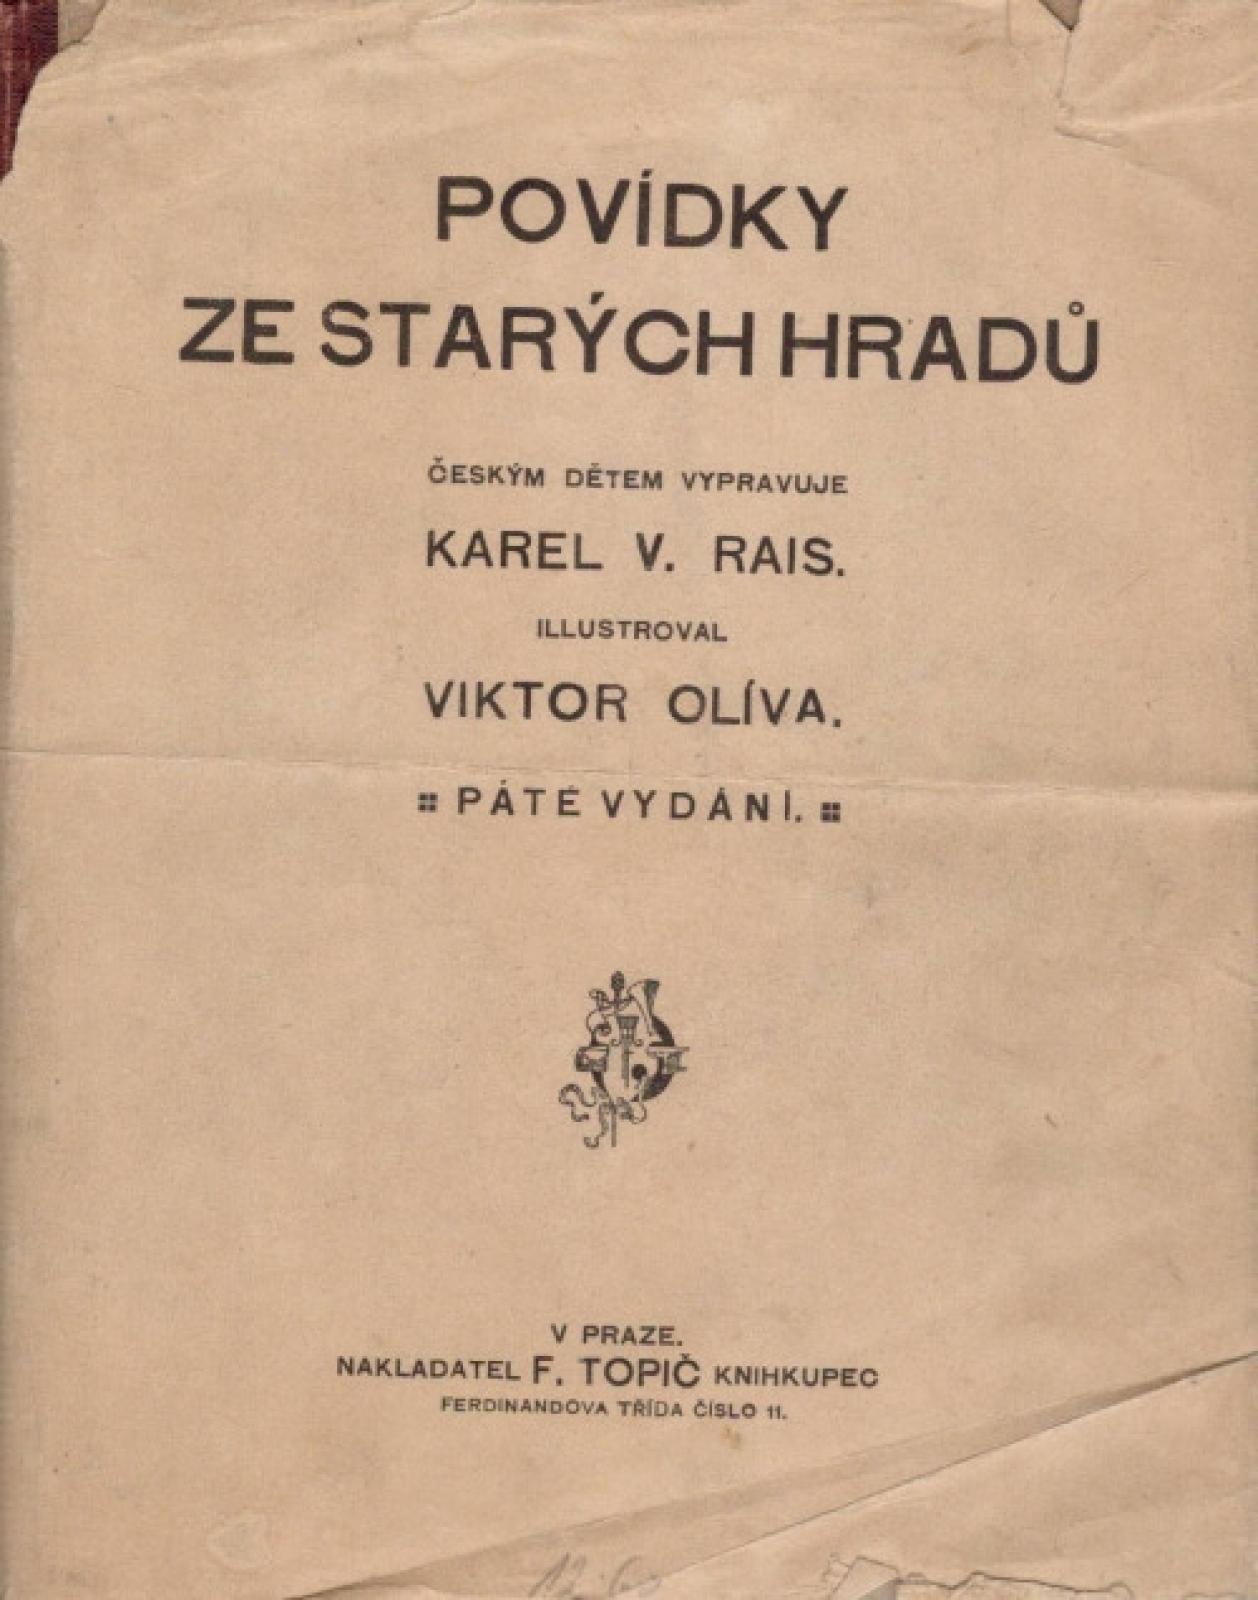 POVÍDKY
ZE STARÝCH HRADŮ
ČESKÝM DĚTEM VYPRAVUJE
KAREL V. RAIS.
ILLUSTROVAL
VIKTOR OLÍVA.
PÁTÉ VYDÁNÍ.
V PRAZE.
NAKLADATEL F. TOPIČ KNIHKUPEC
FERDINANDOVA TŘÍDA ČÍSLO 11.